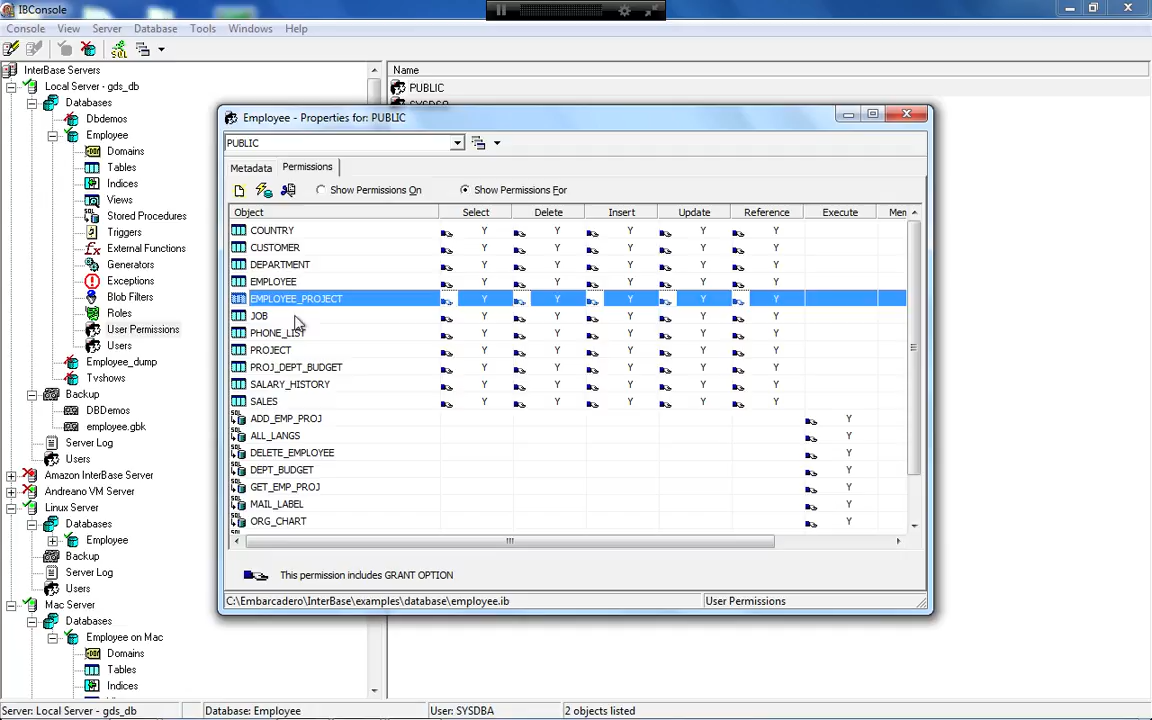 IBConsole
Console View Server Database Tools Windows Help
SQL
InterBase Servers
Local Server - gds_db
Databases
Dbdemos
Employee
Domains
Tables
Indices
Views
Stored Procedures
Triggers
External Functions
Generators
Exceptions
Blob Filters
Roles
User Permissions
Users
Employee_dump
Tvshows
Backup
DBDemos
employee.gbk
Server Log
Users
Amazon InterBase Server
Andreano VM Server
Linux Server
Databases
Employee
Backup
Server Log
Users
Mac Server
Databases
Employee on Mac
Domains
Tables
Indices
Name
PUBLIC
SYSDBA
Employee - Properties for: PUBLIC
PUBLIC
Metadata Permissions
Show Permissions On Show Permissions For
Object Select Delete Insert Update Reference Execute Mem
COUNTRY Y Y Y Y Y
CUSTOMER Y Y Y Y Y
DEPARTMENT Y Y Y Y Y
EMPLOYEE Y Y Y Y Y
EMPLOYEE_PROJECT Y Y Y Y Y
JOB Y Y Y Y Y
PHONE_LIST Y Y Y Y Y
PROJECT Y Y Y Y Y
PROJ_DEPT_BUDGET Y Y Y Y Y
SALARY_HISTORY Y Y Y Y Y
SALES Y Y Y Y Y
ADD_EMP_PROJ Y
ALL_LANGS Y
DELETE_EMPLOYEE Y
DEPT_BUDGET Y
GET_EMP_PROJ Y
MAIL_LABEL Y
ORG_CHART Y
This permission includes GRANT OPTION
C:\Embarcadero\InterBase\examples\database\employee.ib User Permissions
Server: Local Server - gds_db Database: Employee User: SYSDBA 2 objects listed